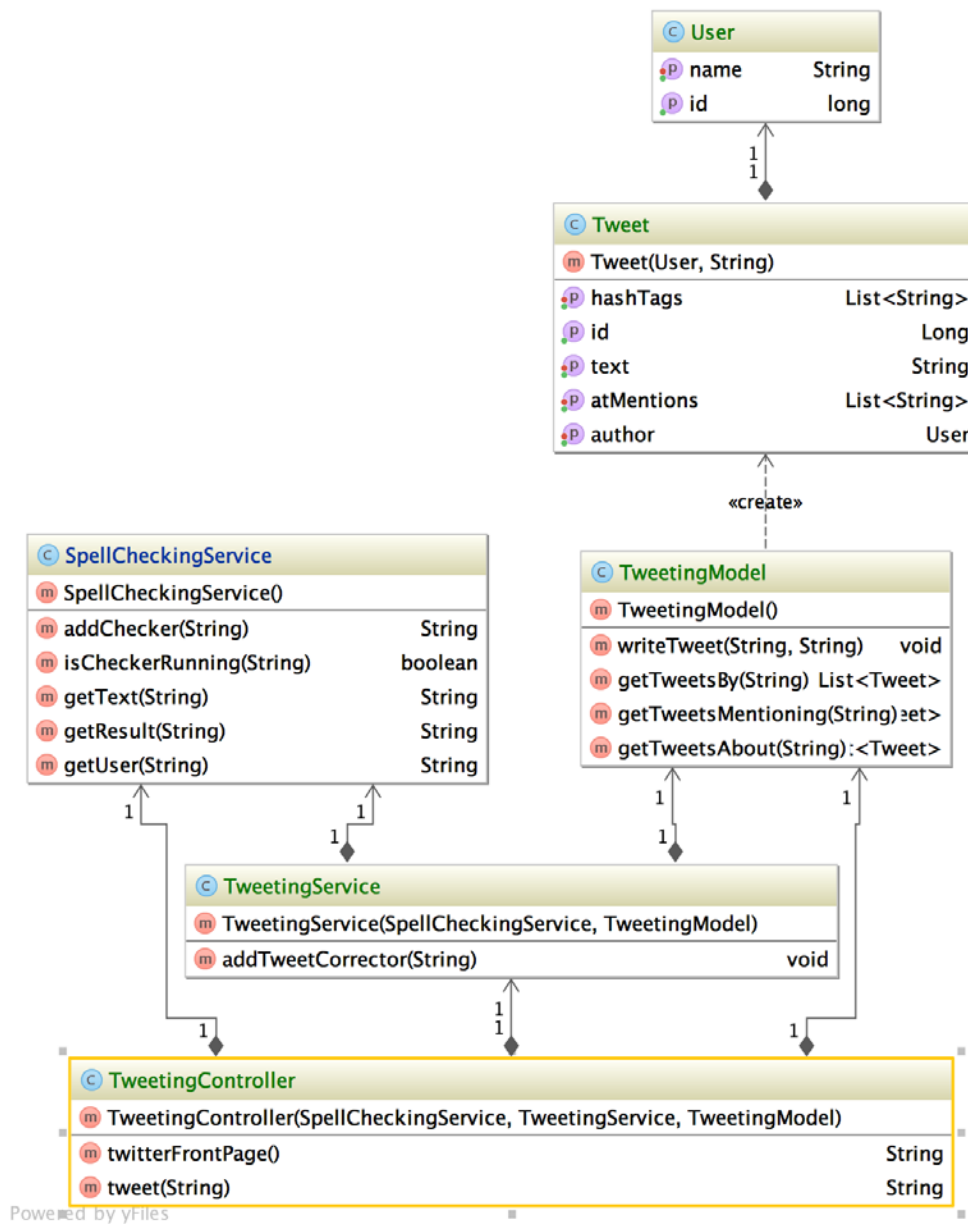 User
name String
id long
1
1
Tweet
Tweet(User, String)
hashTags List<String>
id Long
text String
atMentions List<String>
author User
«create»
SpellCheckingService
SpellCheckingService()
addChecker(String) String
isCheckerRunning(String) boolean
getText(String) String
getResult(String) String
getUser(String) String
TweetingModel
TweetingModel()
writeTweet(String, String) void
getTweetsBy(String) List<Tweet>
getTweetsMentioning(String) eet>
getTweetsAbout(String):<Tweet>
1
1
1
1
1
1
TweetingService
TweetingService(SpellCheckingService, TweetingModel)
addTweetCorrector(String) void
1
1
1
1
TweetingController
TweetingController(SpellCheckingService, TweetingService, TweetingModel)
twitterFrontPage() String
tweet(String) String
Powered by yFiles